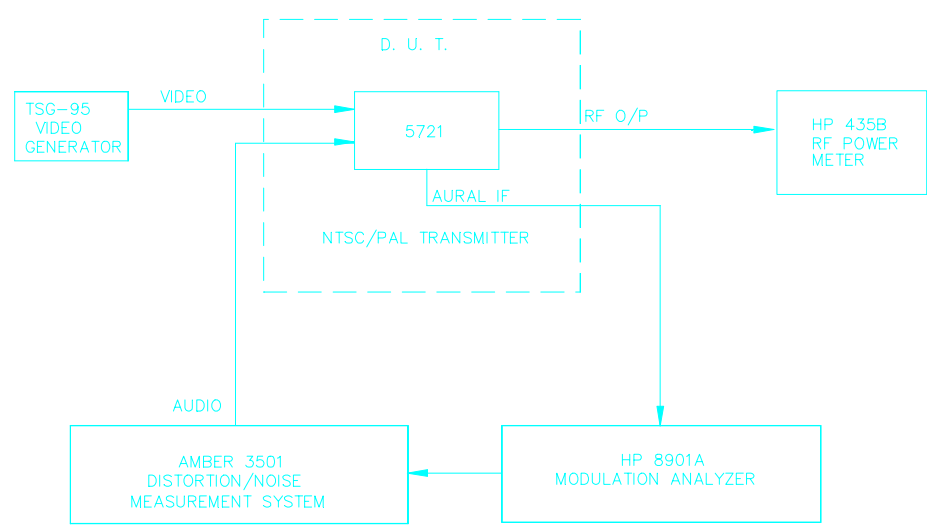 D. U. T.
VIDEO
TSG-95
VIDEO
GENERATOR
5721
RF O/P
HP 435B
RF POWER
METER
AURAL IF
NTSC/PAL TRANSMITTER
AUDIO
AMBER 3501
DISTORTION/NOISE
MEASUREMENT SYSTEM
HP 8901A
MODULATION ANALYZER